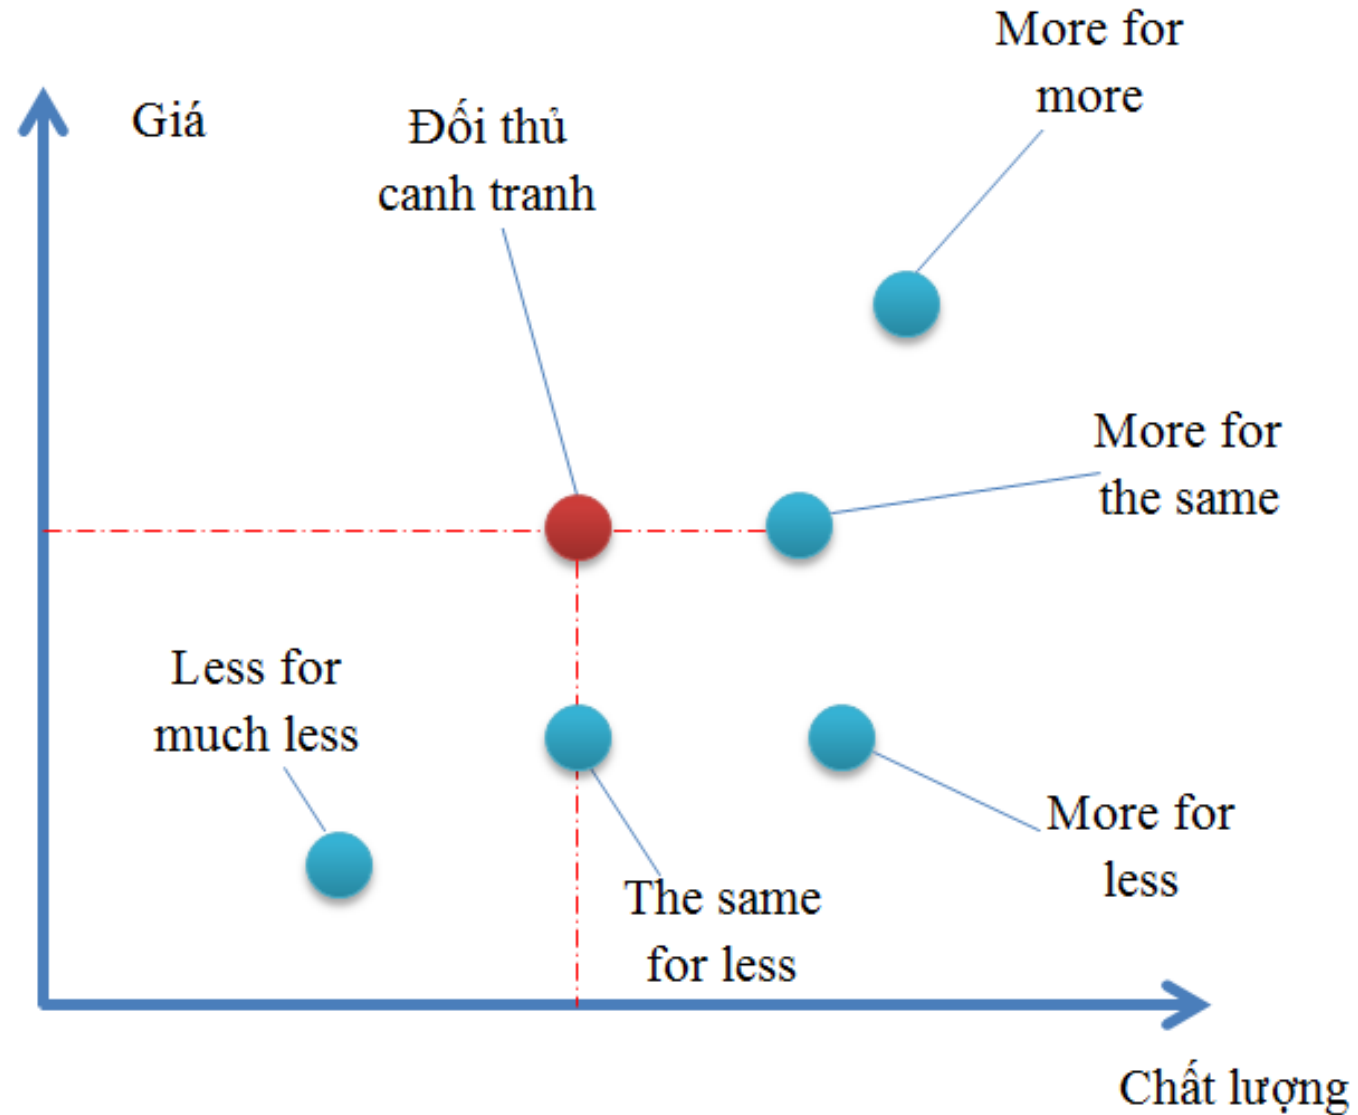 More for
more
Giá
Đối thủ
canh tranh
More for
the same
Less for
much less
More for
less
The same
for less
Chất lượng